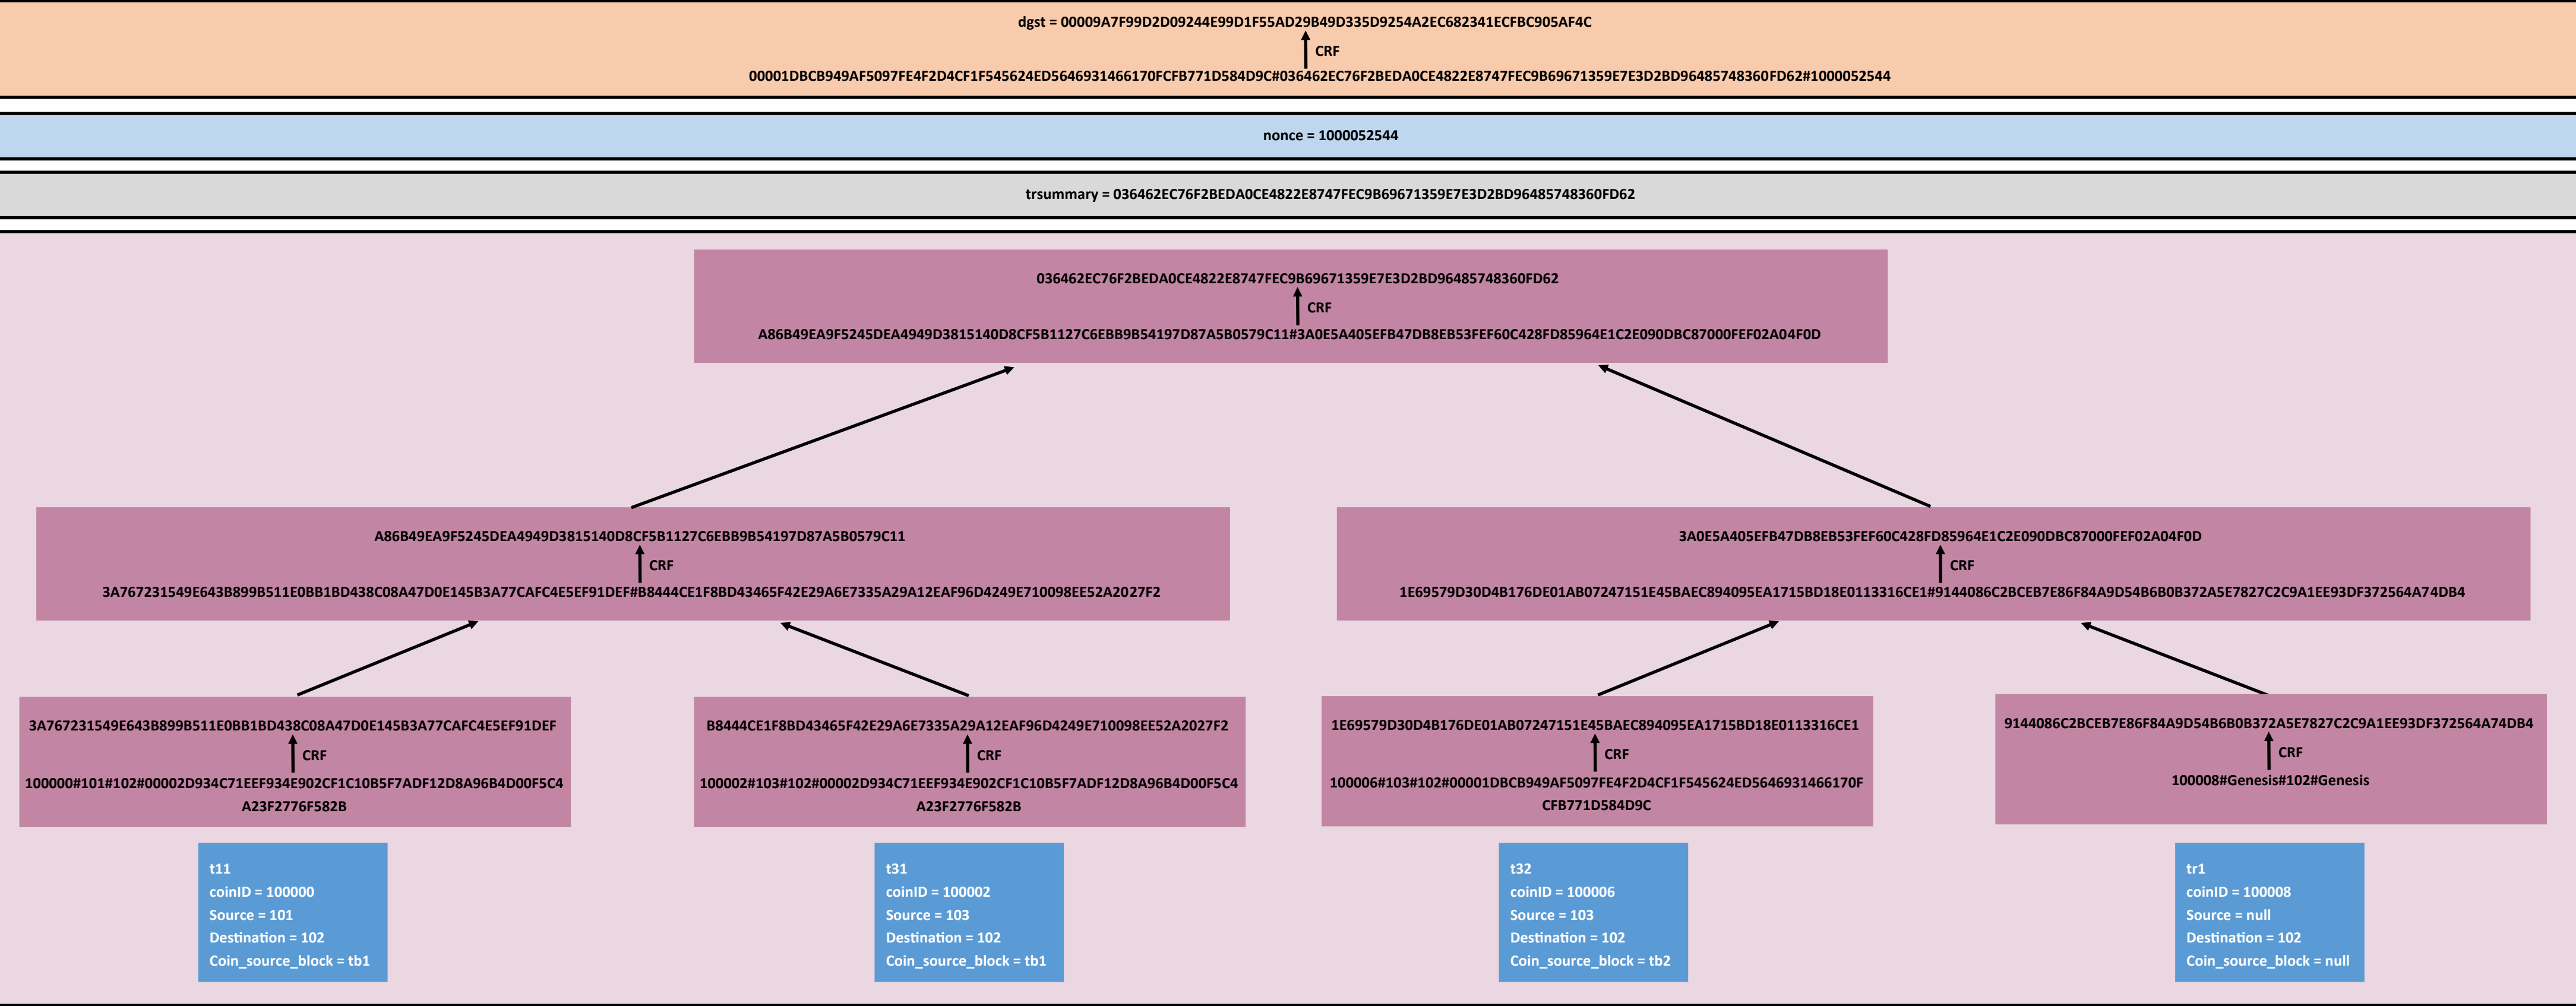 dgst = 00009A7F99D2D09244E99D1F55AD29B49D335D9254A2EC682341ECFBC905AF4C
CRF
00001DBCB949AF5097FE4F2D4CF1F545624ED5646931466170FCFB771D584D9C#036462EC76F2BEDA0CE4822E8747FEC9B69671359E7E3D2BD96485748360FD62#1000052544
nonce = 1000052544
trsummary = 036462EC76F2BEDA0CE4822E8747FEC9B69671359E7E3D2BD96485748360FD62
036462EC76F2BEDA0CE4822E8747FEC9B69671359E7E3D2BD96485748360FD62
CRF
A86B49EA9F5245DEA4949D3815140D8CF5B1127C6EBB9B54197D87A5B0579C11#3A0E5A405EFB47DB8EB53FEF60C428FD85964E1C2E090DBC87000FEF02A04F0D
A86B49EA9F5245DEA4949D3815140D8CF5B1127C6EBB9B54197D87A5B0579C11
CRF
3A767231549E643B899B511E0BB1BD438C08A47D0E145B3A77CAFC4E5EF91DEF#B8444CE1F8BD43465F42E29A6E7335A29A12EAF96D4249E710098EE52A2027F2
3A0E5A405EFB47DB8EB53FEF60C428FD85964E1C2E090DBC87000FEF02A04F0D
CRF
1E69579D30D4B176DE01AB07247151E45BAEC894095EA1715BD18E0113316CE1#9144086C2BCEB7E86F84A9D54B6B0B372A5E7827C2C9A1EE93DF372564A74DB4
3A767231549E643B899B511E0BB1BD438C08A47D0E145B3A77CAFC4E5EF91DEF
CRF
100000#101#102#00002D934C71EEF934E902CF1C10B5F7ADF12D8A96B4D00F5C4
A23F2776F582B
B8444CE1F8BD43465F42E29A6E7335A29A12EAF96D4249E710098EE52A2027F2
CRF
100002#103#102#00002D934C71EEF934E902CF1C10B5F7ADF12D8A96B4D00F5C4
A23F2776F582B
1E69579D30D4B176DE01AB07247151E45BAEC894095EA1715BD18E0113316CE1
CRF
100006#103#102#00001DBCB949AF5097FE4F2D4CF1F545624ED5646931466170F
CFB771D584D9C
9144086C2BCEB7E86F84A9D54B6B0B372A5E7827C2C9A1EE93DF372564A74DB4
CRF
100008#Genesis#102#Genesis
t11
coinID = 100000
Source = 101
Destination = 102
Coin_source_block = tb1
t31
coinID = 100002
Source = 103
Destination = 102
Coin_source_block = tb1
t32
coinID = 100006
Source = 103
Destination = 102
Coin_source_block = tb2
tr1
coinID = 100008
Source = null
Destination = 102
Coin_source_block = null